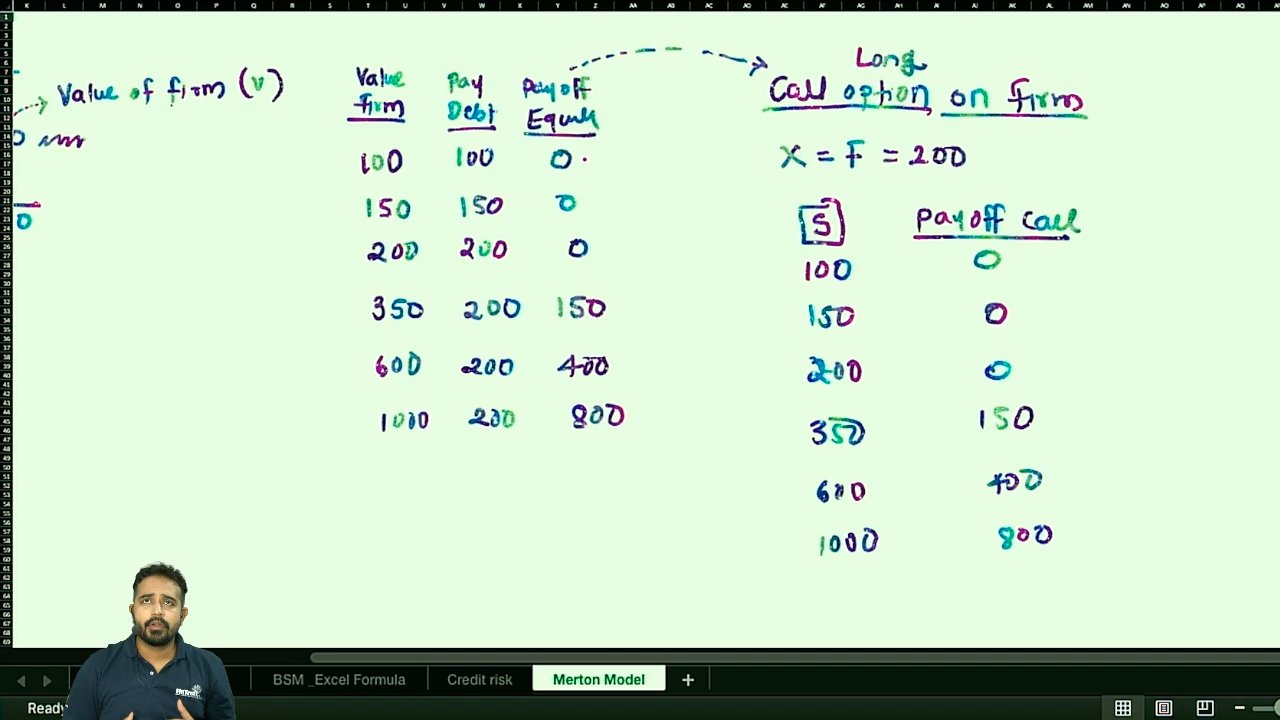 Value of firm (V)
Value Firm
Pay Debt
Payoff Equity
100 100 0
150 150 0
200 200 0
350 200 150
600 200 400
1000 200 800
Long
Call option on firm
X = F = 200
S Payoff call
100 0
150 0
200 0
350 150
600 400
1000 800
BSM _Excel Formula Credit risk Merton Model +
Ready